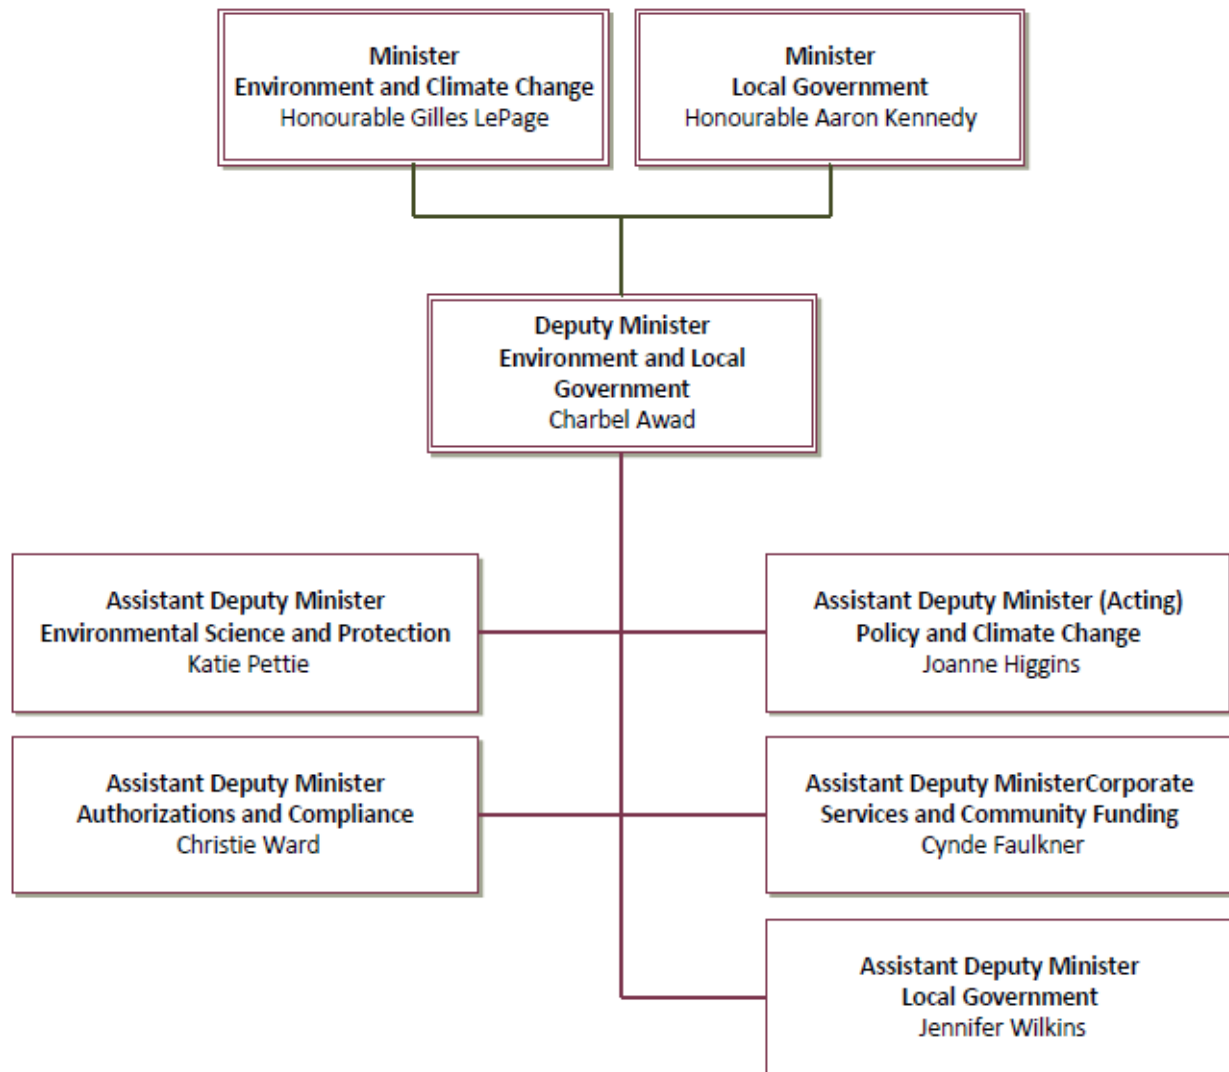 Minister
Environment and Climate Change
Honourable Gilles LePage
Minister
Local Government
Honourable Aaron Kennedy
Deputy Minister
Environment and Local
Government
Charbel Awad
Assistant Deputy Minister
Environmental Science and Protection
Katie Pettie
Assistant Deputy Minister (Acting)
Policy and Climate Change
Joanne Higgins
Assistant Deputy Minister
Authorizations and Compliance
Christie Ward
Assistant Deputy MinisterCorporate
Services and Community Funding
Cynde Faulkner
Assistant Deputy Minister
Local Government
Jennifer Wilkins